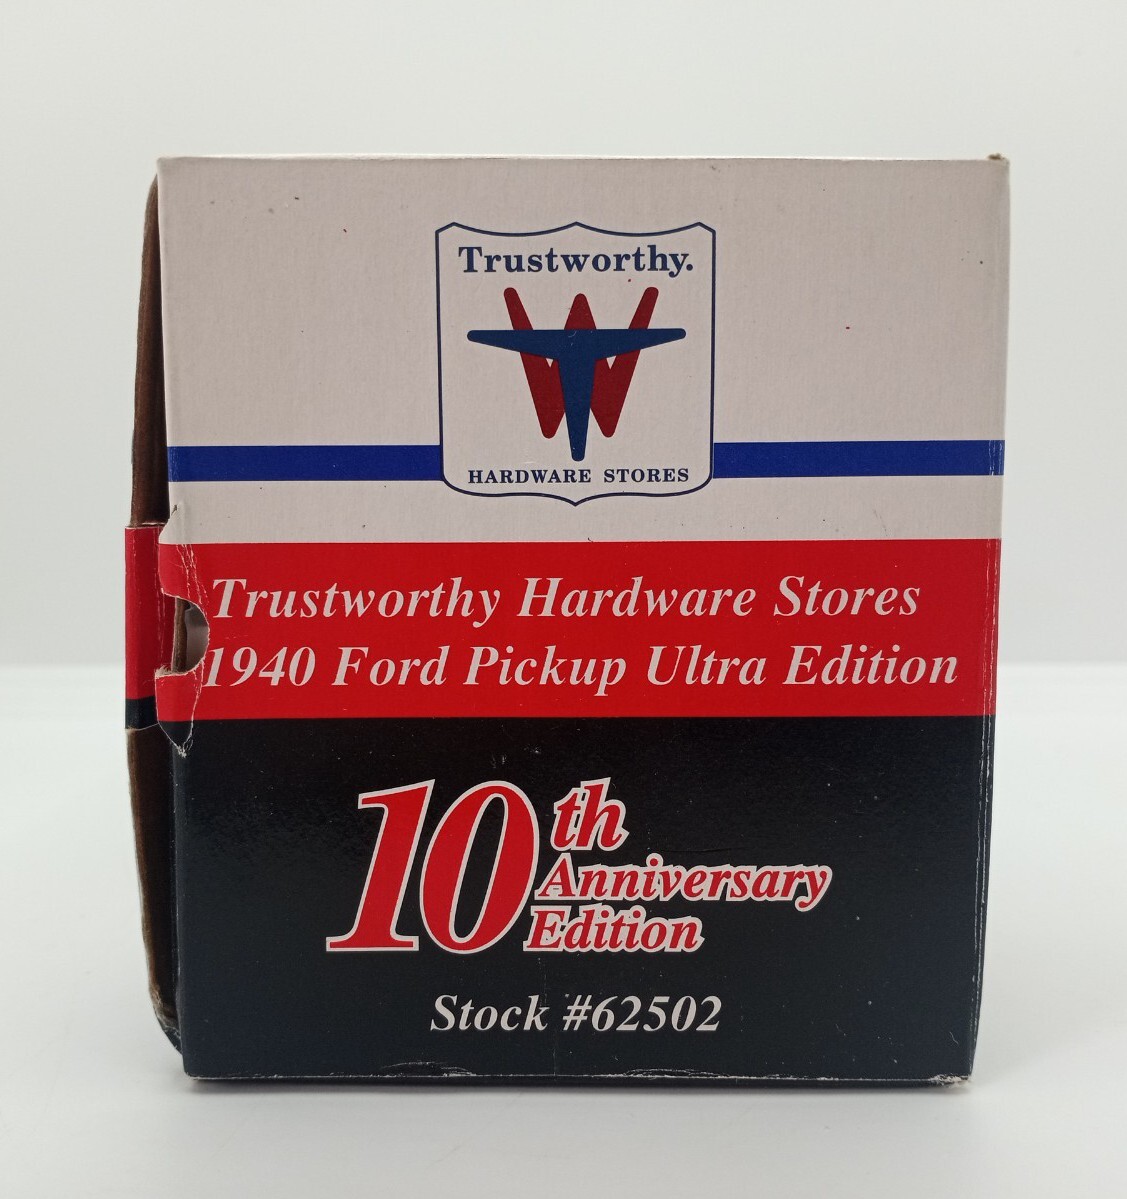 Trustworthy.
HARDWARE STORES
Trustworthy Hardware Stores
1940 Ford Pickup Ultra Edition
10th
Anniversary
Edition
Stock #62502